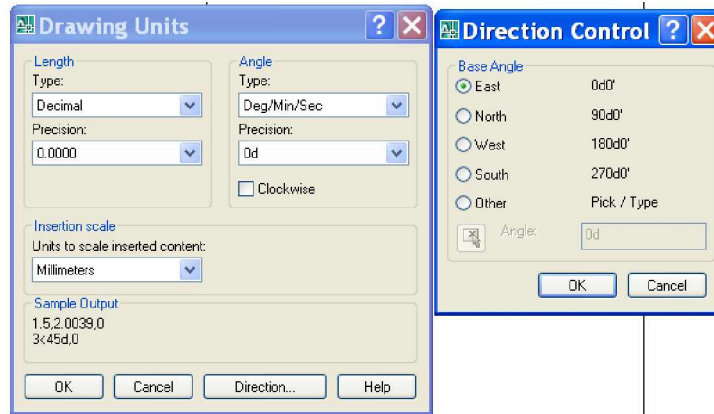 Drawing Units
Length
Type:
Decimal
Precision:
0.0000
Angle
Type:
Deg/Min/Sec
Precision:
0d
Clockwise
Insertion scale
Units to scale inserted content:
Millimeters
Sample Output
1.5,2.0039,0
3<45d,0
OK Cancel Direction... Help
Direction Control
Base Angle
East 0d0'
North 90d0'
West 180d0'
South 270d0'
Other Pick / Type
Angle: 0d
OK Cancel